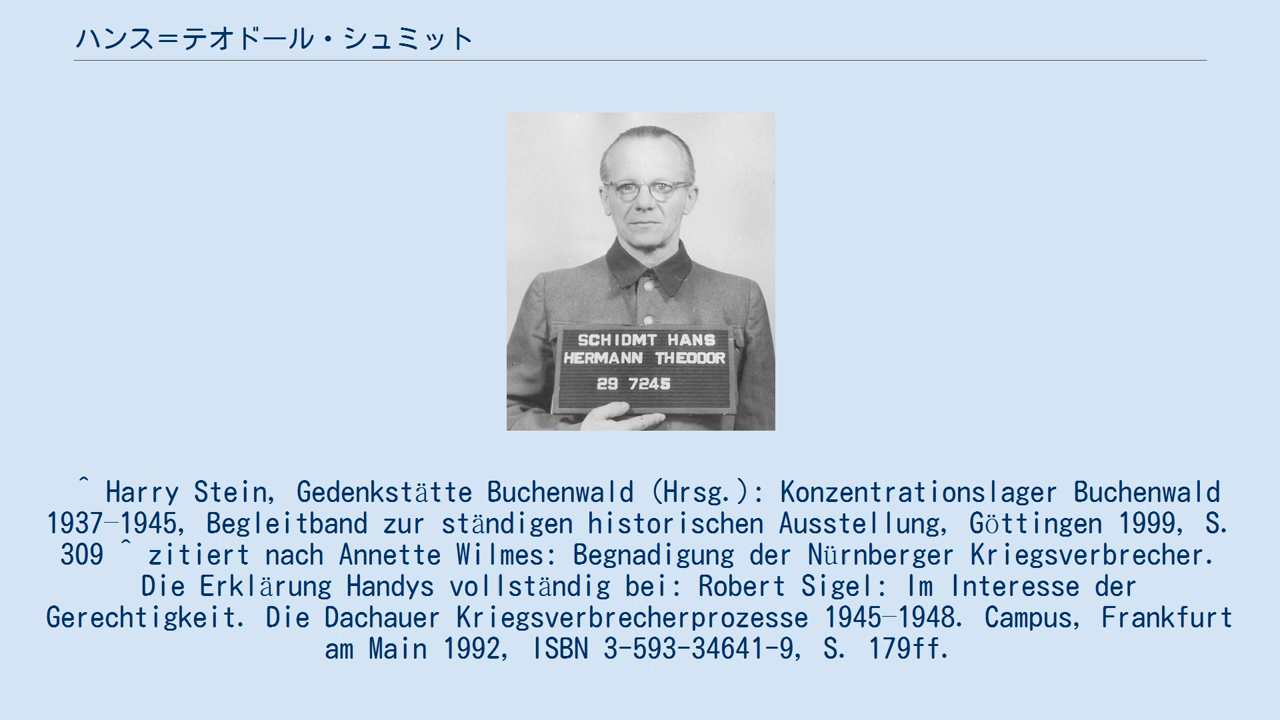 ハンス＝テオドール・シュミット
SCHIDMT HANS
HERMANN THEODOR
29 7245
^ Harry Stein, Gedenkstätte Buchenwald (Hrsg.): Konzentrationslager Buchenwald
1937–1945, Begleitband zur ständigen historischen Ausstellung, Göttingen 1999, S.
309 ^ zitiert nach Annette Wilmes: Begnadigung der Nürnberger Kriegsverbrecher.
Die Erklärung Handys vollständig bei: Robert Sigel: Im Interesse der
Gerechtigkeit. Die Dachauer Kriegsverbrecherprozesse 1945–1948. Campus, Frankfurt
am Main 1992, ISBN 3-593-34641-9, S. 179ff.